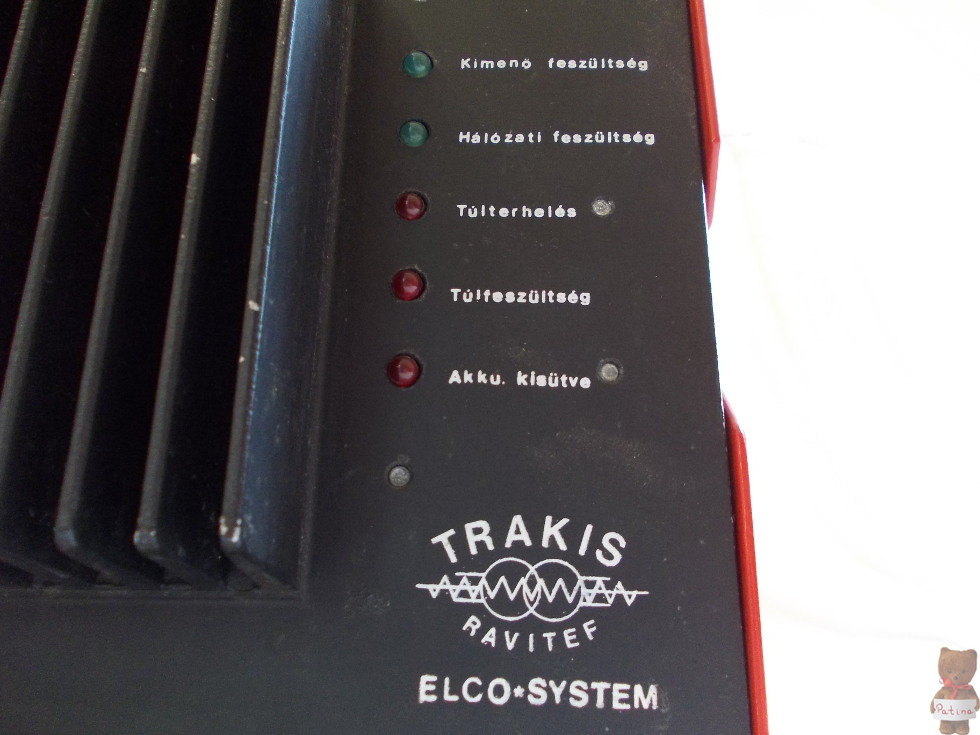 Kimenő feszültség
Hálózati feszültség
Túlterhelés
Túlfeszültség
Akku. kisütve
TRAKIS
RAVITEF
ELCO*SYSTEM
Patina